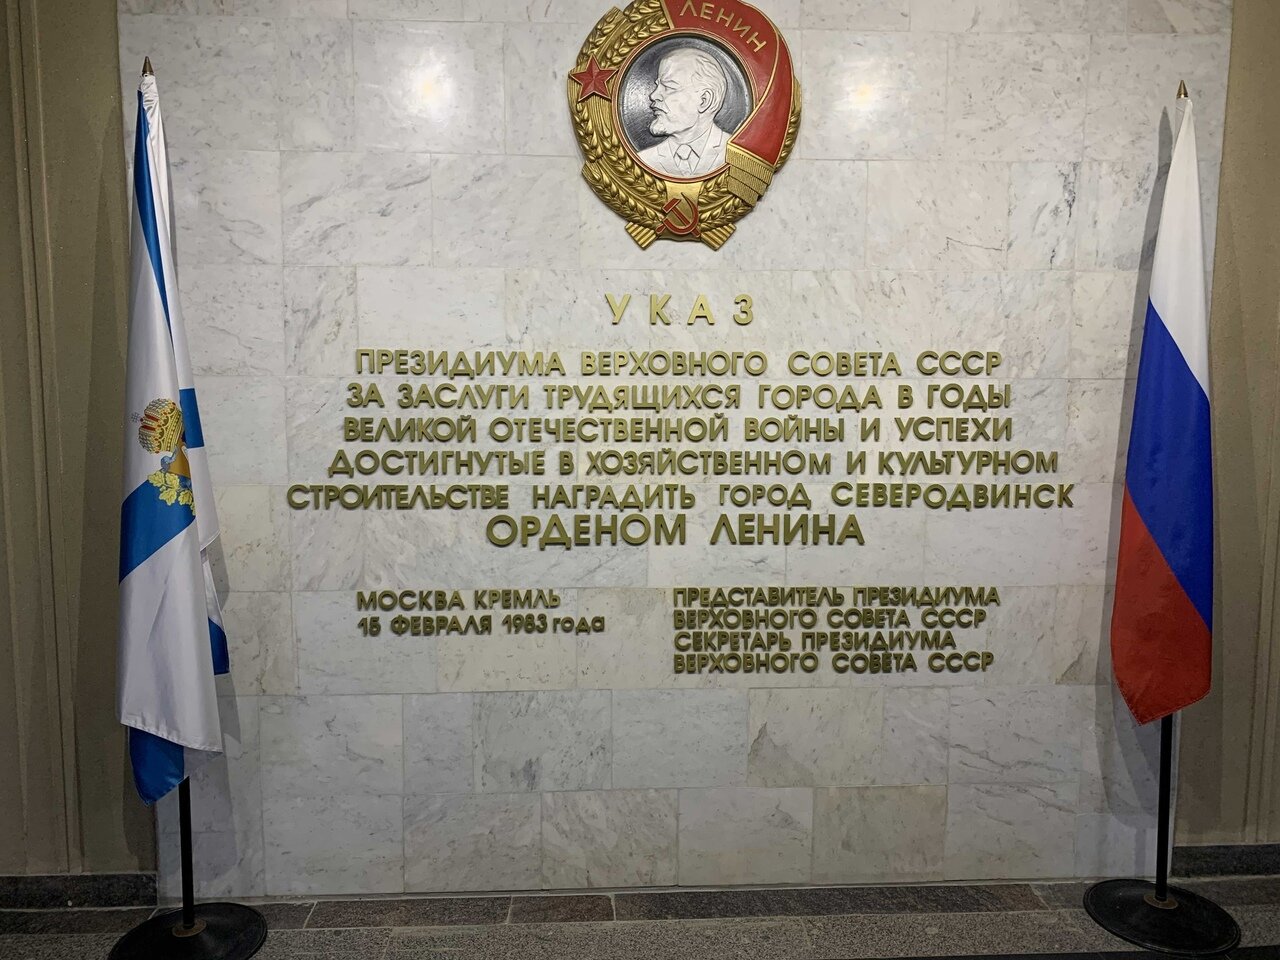 ЛЕНИН
УКАЗ
ПРЕЗИДИУМА ВЕРХОВНОГО СОВЕТА СССР
ЗА ЗАСЛУГИ ТРУДЯЩИХСЯ ГОРОДА В ГОДЫ
ВЕЛИКОЙ ОТЕЧЕСТВЕННОЙ ВОЙНЫ И УСПЕХИ
ДОСТИГНУТЫЕ В ХОЗЯЙСТВЕННОМ И КУЛЬТУРНОМ
СТРОИТЕЛЬСТВЕ НАГРАДИТЬ ГОРОД СЕВЕРОДВИНСК
ОРДЕНОМ ЛЕНИНА
МОСКВА КРЕМЛЬ
15 ФЕВРАЛЯ 1983 года
ПРЕДСТАВИТЕЛЬ ПРЕЗИДИУМА
ВЕРХОВНОГО СОВЕТА СССР
СЕКРЕТАРЬ ПРЕЗИДИУМА
ВЕРХОВНОГО СОВЕТА СССР